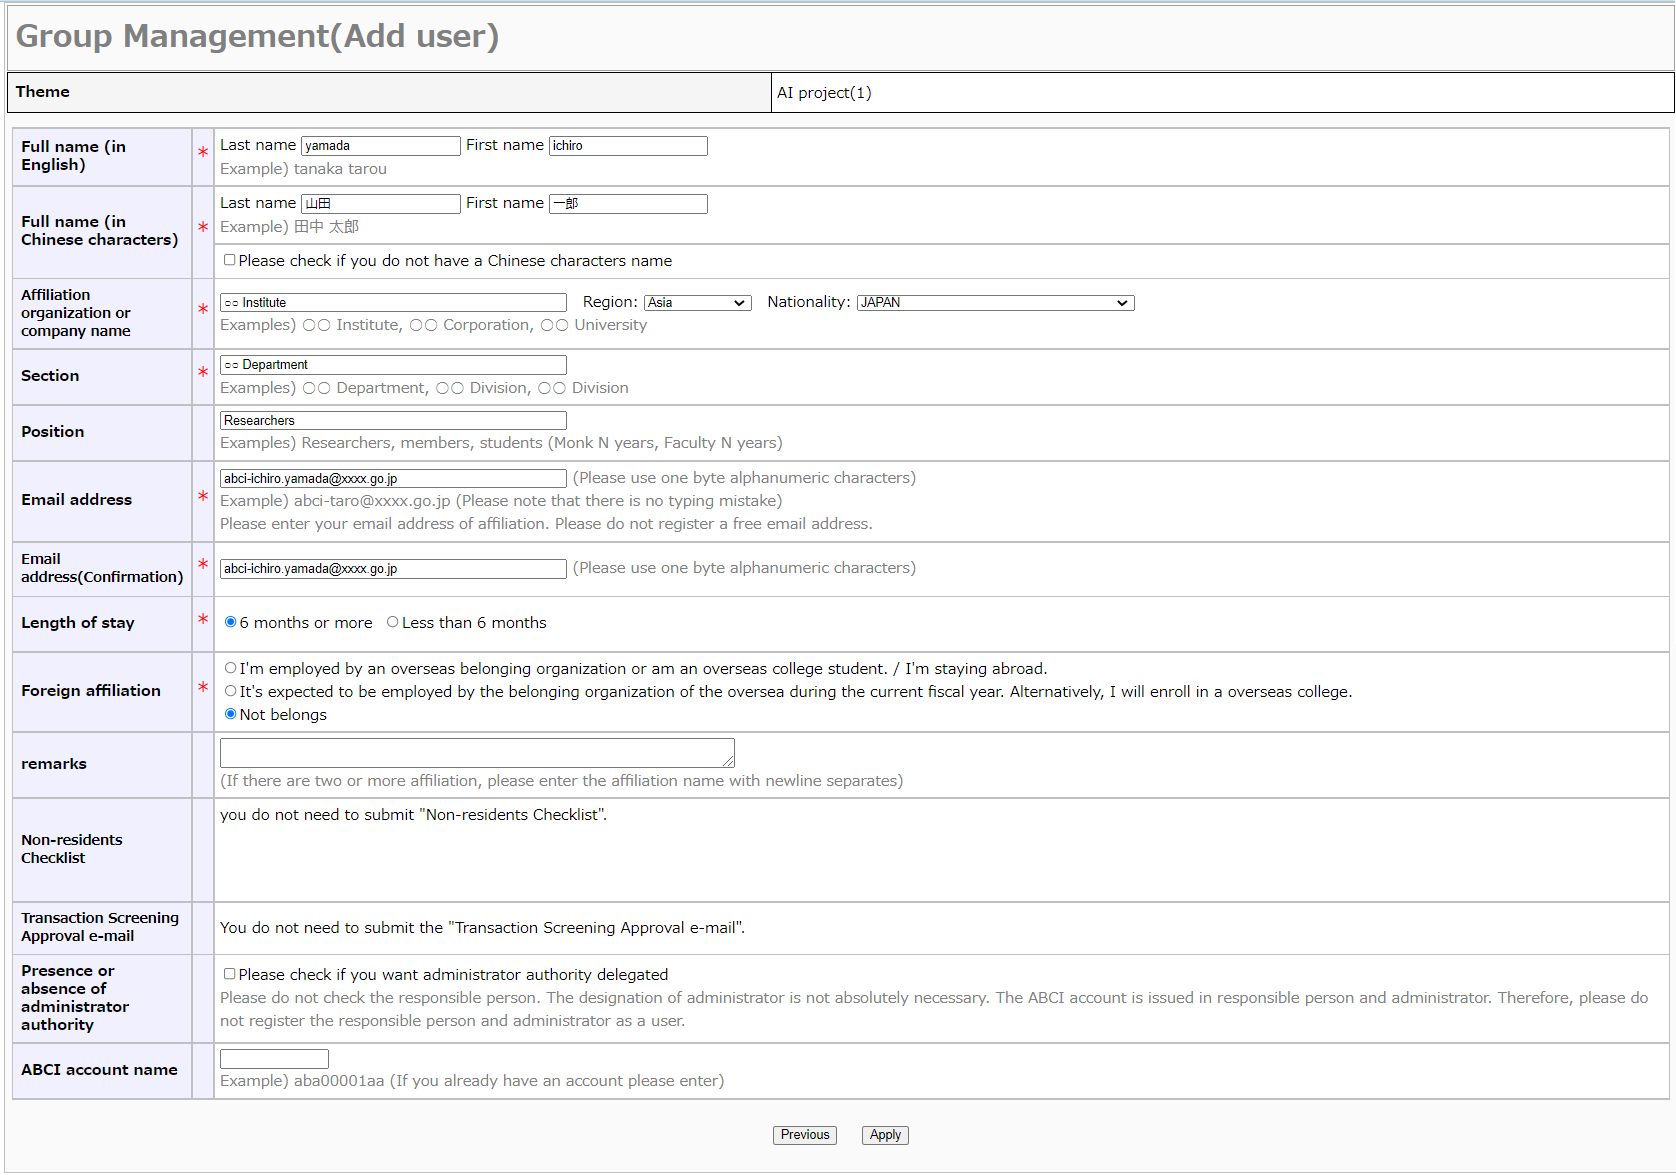 Group Management(Add user)
Theme
AI project(1)
Full name (in
English)
*
Last name yamada First name ichiro
Example) tanaka tarou
Full name (in
Chinese characters)
*
Last name 山田 First name 一郎
Example) 田中 太郎
Please check if you do not have a Chinese characters name
Affiliation
organization or
company name
*
○○ Institute Region: Asia Nationality: JAPAN
Examples) ○○ Institute, ○○ Corporation, ○○ University
Section
*
○○ Department
Examples) ○○ Department, ○○ Division, ○○ Division
Position
Researchers
Examples) Researchers, members, students (Monk N years, Faculty N years)
Email address
*
abci-ichiro.yamada@xxxx.go.jp (Please use one byte alphanumeric characters)
Example) abci-taro@xxxx.go.jp (Please note that there is no typing mistake)
Please enter your email address of affiliation. Please do not register a free email address.
Email
address(Confirmation)
*
abci-ichiro.yamada@xxxx.go.jp (Please use one byte alphanumeric characters)
Length of stay
*
6 months or more Less than 6 months
Foreign affiliation
*
I'm employed by an overseas belonging organization or am an overseas college student. / I'm staying abroad.
It's expected to be employed by the belonging organization of the oversea during the current fiscal year. Alternatively, I will enroll in a overseas college.
Not belongs
remarks
(If there are two or more affiliation, please enter the affiliation name with newline separates)
Non-residents
Checklist
you do not need to submit "Non-residents Checklist".
Transaction Screening
Approval e-mail
You do not need to submit the "Transaction Screening Approval e-mail".
Presence or
absence of
administrator
authority
Please check if you want administrator authority delegated
Please do not check the responsible person. The designation of administrator is not absolutely necessary. The ABCI account is issued in responsible person and administrator. Therefore, please do
not register the responsible person and administrator as a user.
ABCI account name
Example) aba00001aa (If you already have an account please enter)
Previous Apply